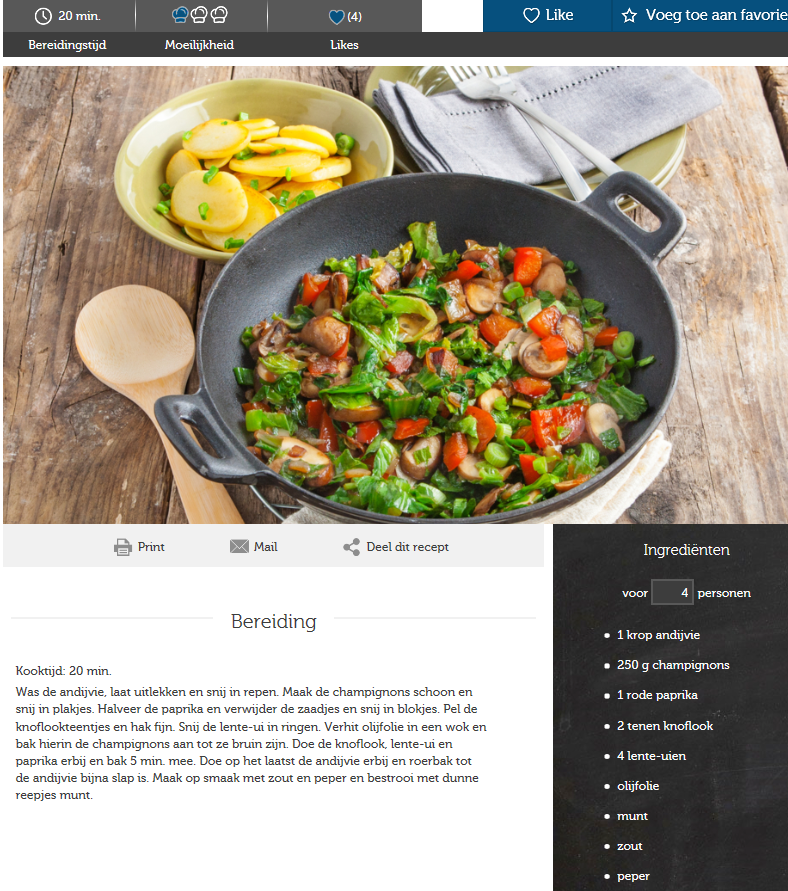 20 min.
(4)
Like
Voeg toe aan favorie
Bereidingstijd
Moeilijkheid
Likes
Print
Mail
Deel dit recept
Bereiding
Kooktijd: 20 min.
Was de andijvie, laat uitlekken en snij in repen. Maak de champignons schoon en
snij in plakjes. Halveer de paprika en verwijder de zaadjes en snij in blokjes. Pel de
knoflookteentjes en hak fijn. Snij de lente-ui in ringen. Verhit olijfolie in een wok en
bak hierin de champignons aan tot ze bruin zijn. Doe de knoflook, lente-ui en
paprika erbij en bak 5 min. mee. Doe op het laatst de andijvie erbij en roerbak tot
de andijvie bijna slap is. Maak op smaak met zout en peper en bestrooi met dunne
reepjes munt.
Ingrediënten
voor 4 personen
1 krop andijvie
250 g champignons
1 rode paprika
2 tenen knoflook
4 lente-uien
olijfolie
munt
zout
peper